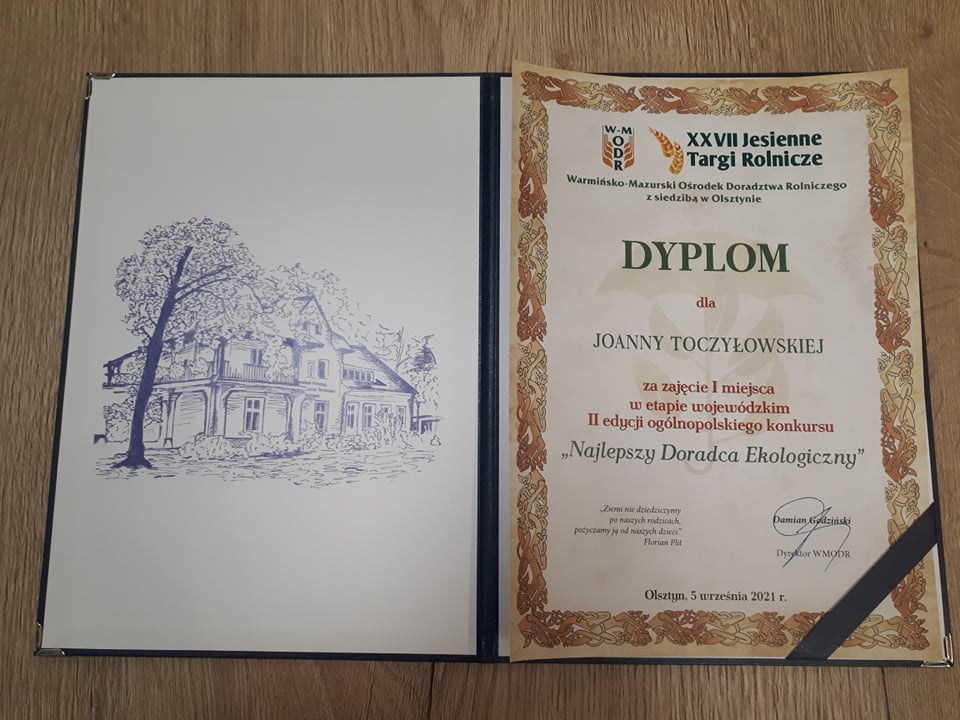 W-M
ODR
XXVII Jesienne
Targi Rolnicze
Warmińsko-Mazurski Ośrodek Doradztwa Rolniczego
z siedzibą w Olsztynie
DYPLOM
dla
JOANNY TOCZYŁOWSKIEJ
za zajęcie I miejsca
w etapie wojewódzkim
II edycji ogólnopolskiego konkursu
„Najlepszy Doradca Ekologiczny”
„Ziemi nie dziedziczymy
po naszych rodzicach,
pożyczamy ją od naszych dzieci.”
Florian Plit
Damian Godziński
Dyrektor WMODR
Olsztyn, 5 września 2021 r.